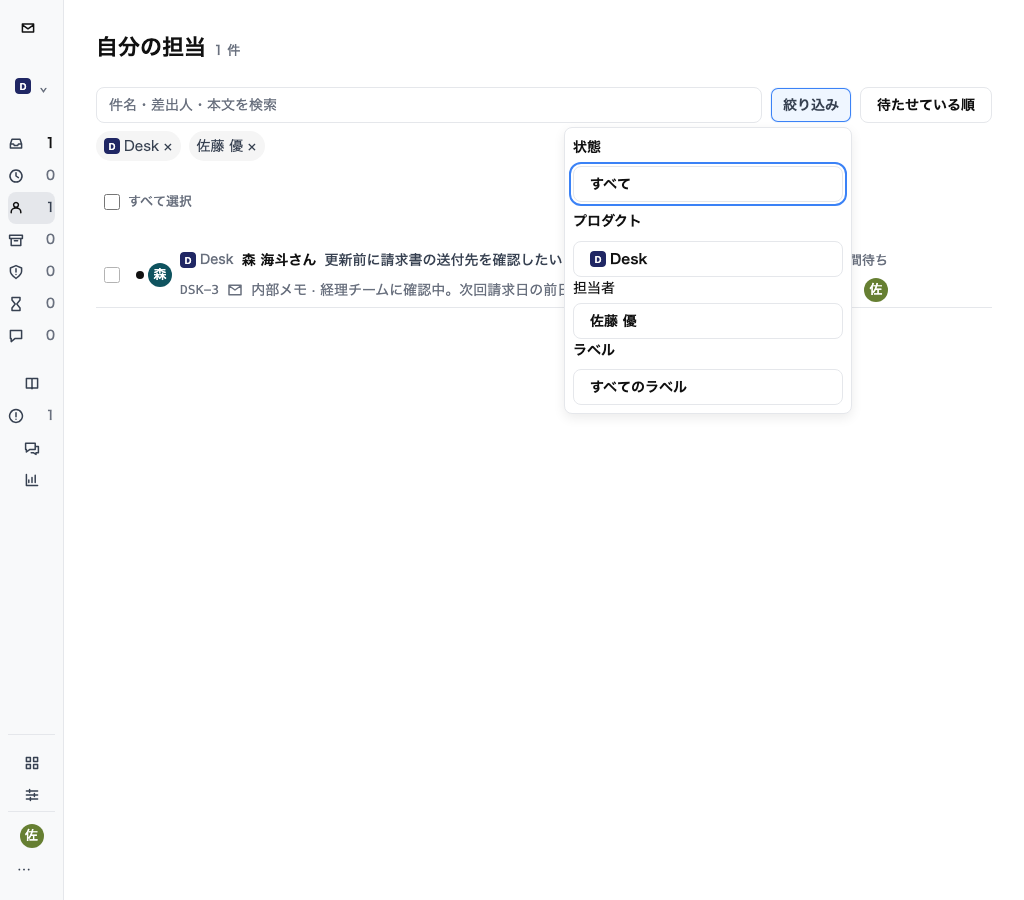 自分の担当 1 件
D
件名・差出人・本文を検索
絞り込み
待たせている順
D Desk ×
佐藤 優 ×
1
0
1
0
0
0
0
1
すべて選択
D Desk 森 海斗さん 更新前に請求書の送付先を確認したい
間待ち
森
DSK-3 内部メモ · 経理チームに確認中。次回請求日の前
佐
状態
すべて
プロダクト
D Desk
担当者
佐藤 優
ラベル
すべてのラベル
佐
…